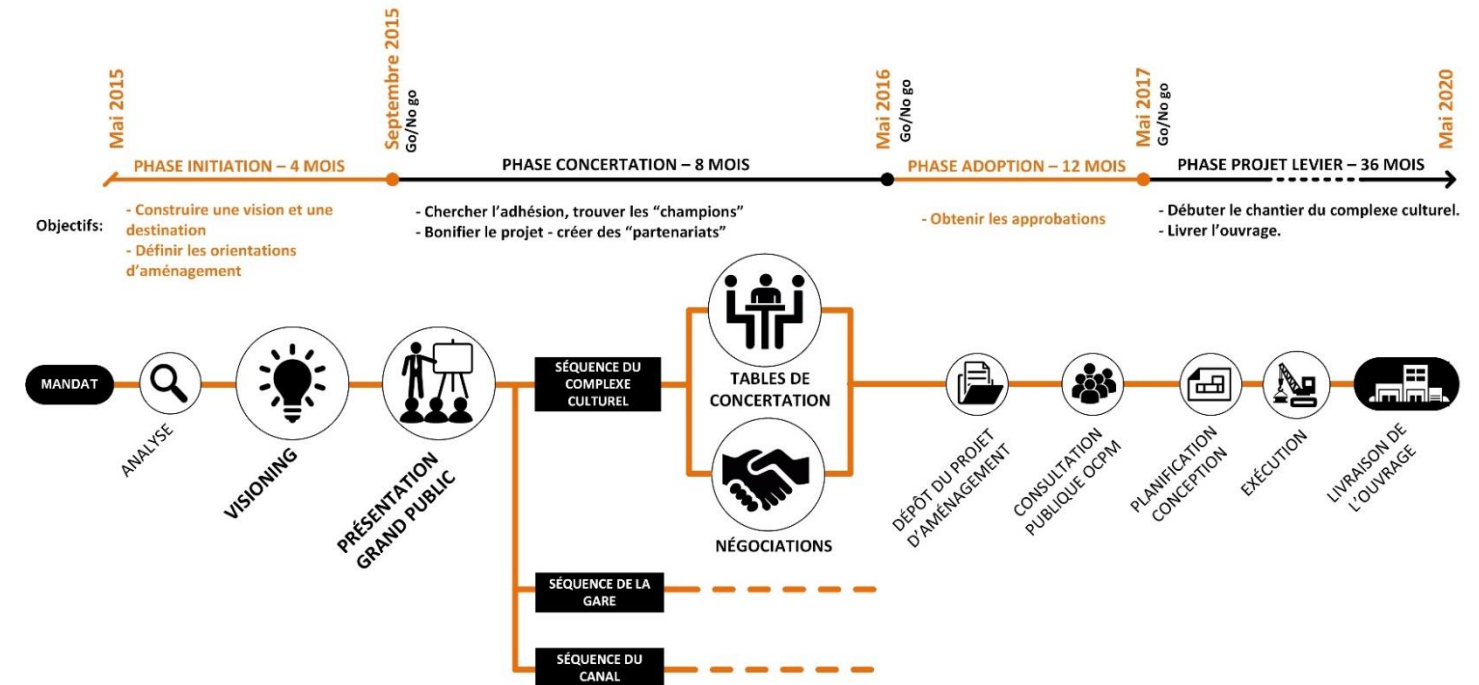 Mai 2015
Septembre 2015
Go/No go
Mai 2016
Go/No go
Mai 2017
Go/No go
Mai 2020
PHASE INITIATION – 4 MOIS
PHASE CONCERTATION – 8 MOIS
PHASE ADOPTION – 12 MOIS
PHASE PROJET LEVIER – 36 MOIS
Objectifs:
- Construire une vision et une
destination
- Définir les orientations
d'aménagement
- Chercher l'adhésion, trouver les "champions"
- Bonifier le projet - créer des "partenariats"
- Obtenir les approbations
- Débuter le chantier du complexe culturel.
- Livrer l'ouvrage.
MANDAT
ANALYSE
VISIONING
PRÉSENTATION
GRAND PUBLIC
SÉQUENCE DU
COMPLEXE
CULTUREL
TABLES DE
CONCERTATION
NÉGOCIATIONS
SÉQUENCE DE LA
GARE
SÉQUENCE DU
CANAL
DÉPÔT DU PROJET
D'AMÉNAGEMENT
CONSULTATION
PUBLIQUE OCPM
PLANIFICATION
CONCEPTION
EXÉCUTION
LIVRAISON DE
L'OUVRAGE